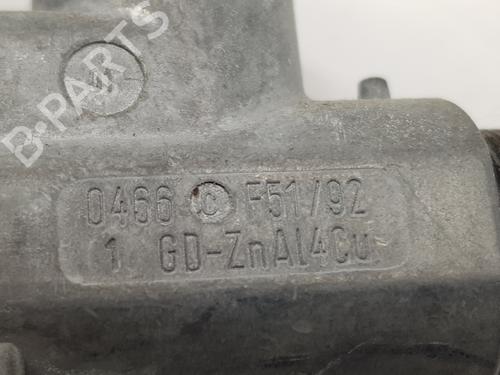 B-PARTS
0466 C F51/92
1 GD-ZnAl4Cu